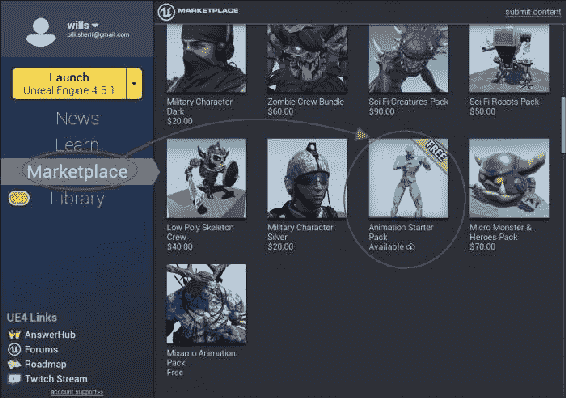 wills
MARKETPLACE
submit content
Launch
Unreal Engine 4.5.1
News
Learn
Marketplace
Library
Military Character
Dark
$20.00
Zombie Crew Bundle
$60.00
Sci Fi Creatures Pack
$90.00
Sci Fi Robots Pack
$50.00
Low Poly Skeleton
Crew
$40.00
Military Character
Silver
$20.00
FREE
Animation Starter
Pack
Available
Micro Monster &
Heroes Pack
$70.00
Mixamo Animation
Pack
Free
UE4 Links
AnswerHub
Forums
Roadmap
Twitch Stream